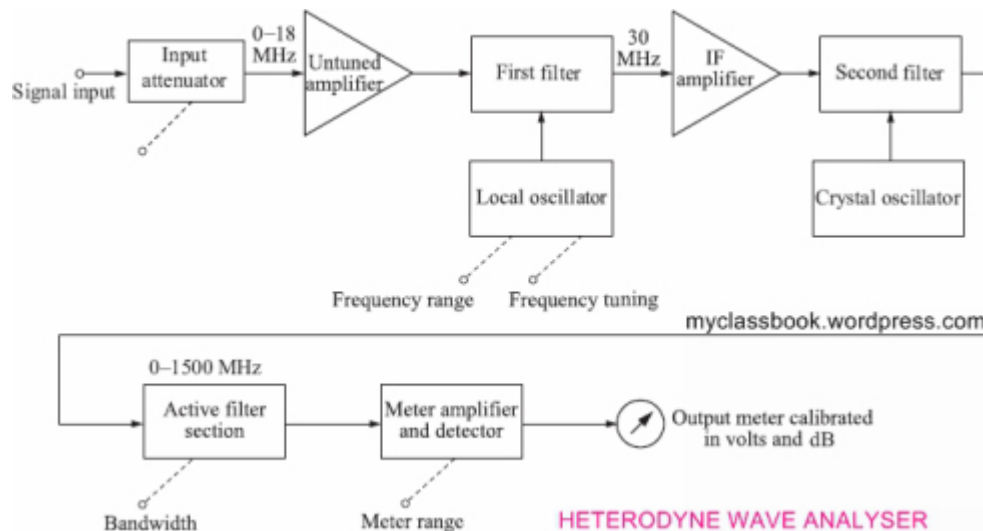 0–18
MHz
Input
attenuator
Signal input
Untuned
amplifier
First filter
30
MHz
IF
amplifier
Second filter
Local oscillator
Crystal oscillator
Frequency range
Frequency tuning
myclassbook.wordpress.com
0–1500 MHz
Active filter
section
Meter amplifier
and detector
Output meter calibrated
in volts and dB
Bandwidth
Meter range
HETERODYNE WAVE ANALYSER